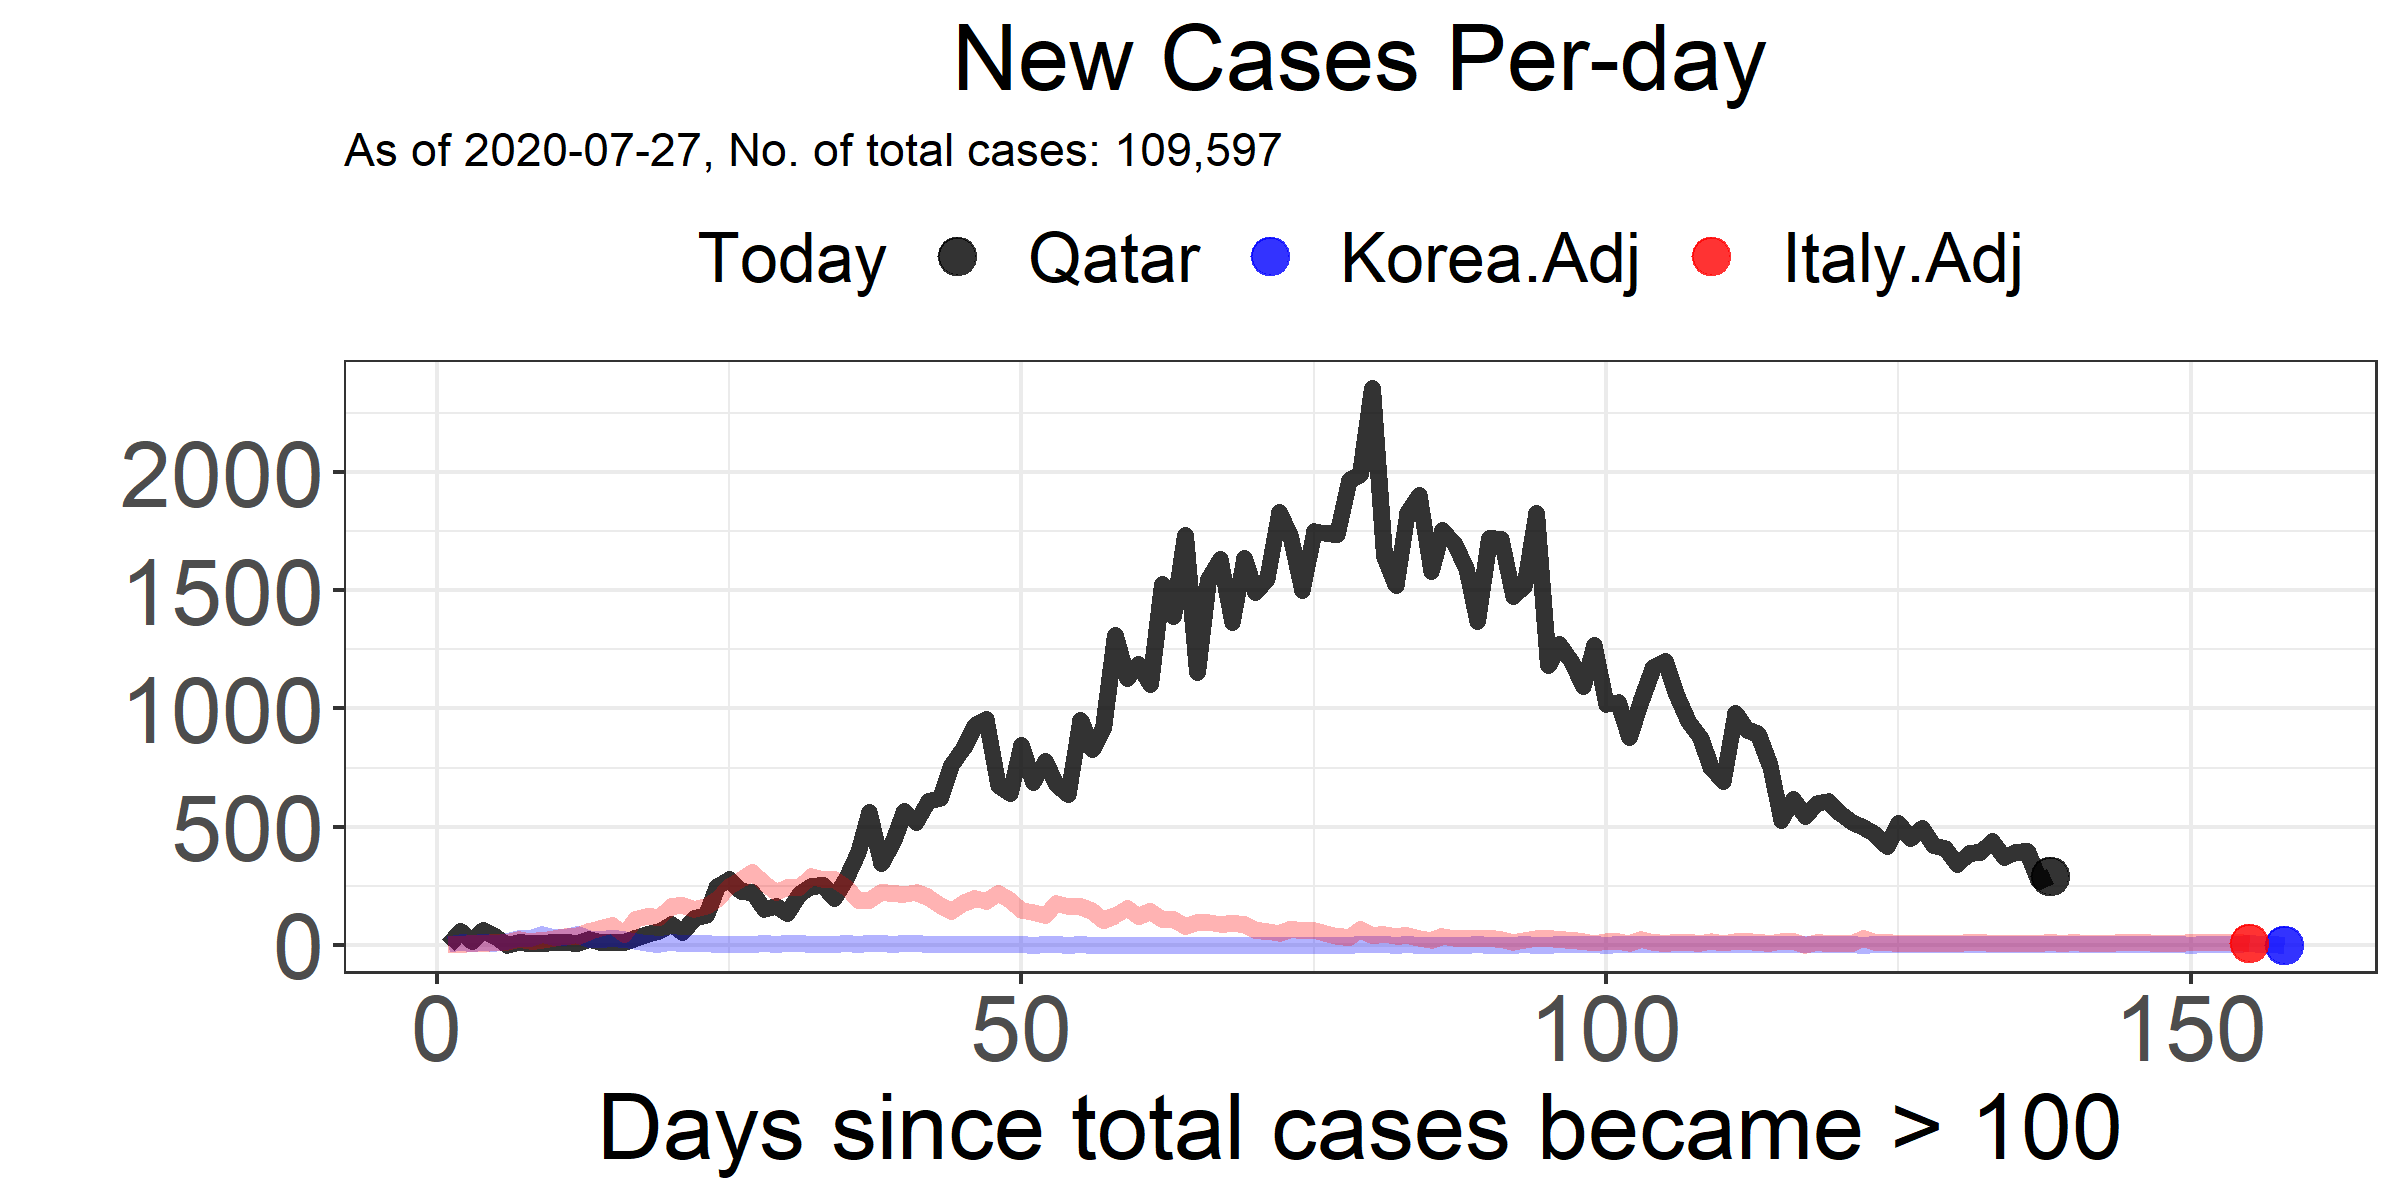 New Cases Per-day
As of 2020-07-27, No. of total cases: 109,597
Today Qatar Korea.Adj Italy.Adj
2000
1500
1000
500
0
0 50 100 150
Days since total cases became > 100